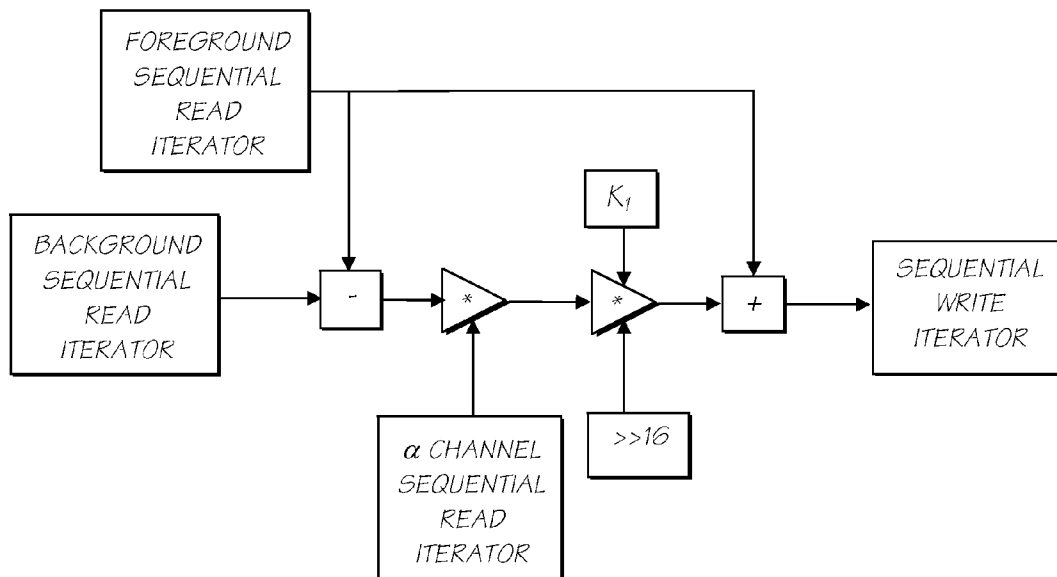 FOREGROUND
SEQUENTIAL
READ
ITERATOR
K₁
BACKGROUND
SEQUENTIAL
READ
ITERATOR
-
*
*
+
SEQUENTIAL
WRITE
ITERATOR
α CHANNEL
SEQUENTIAL
READ
ITERATOR
>>16